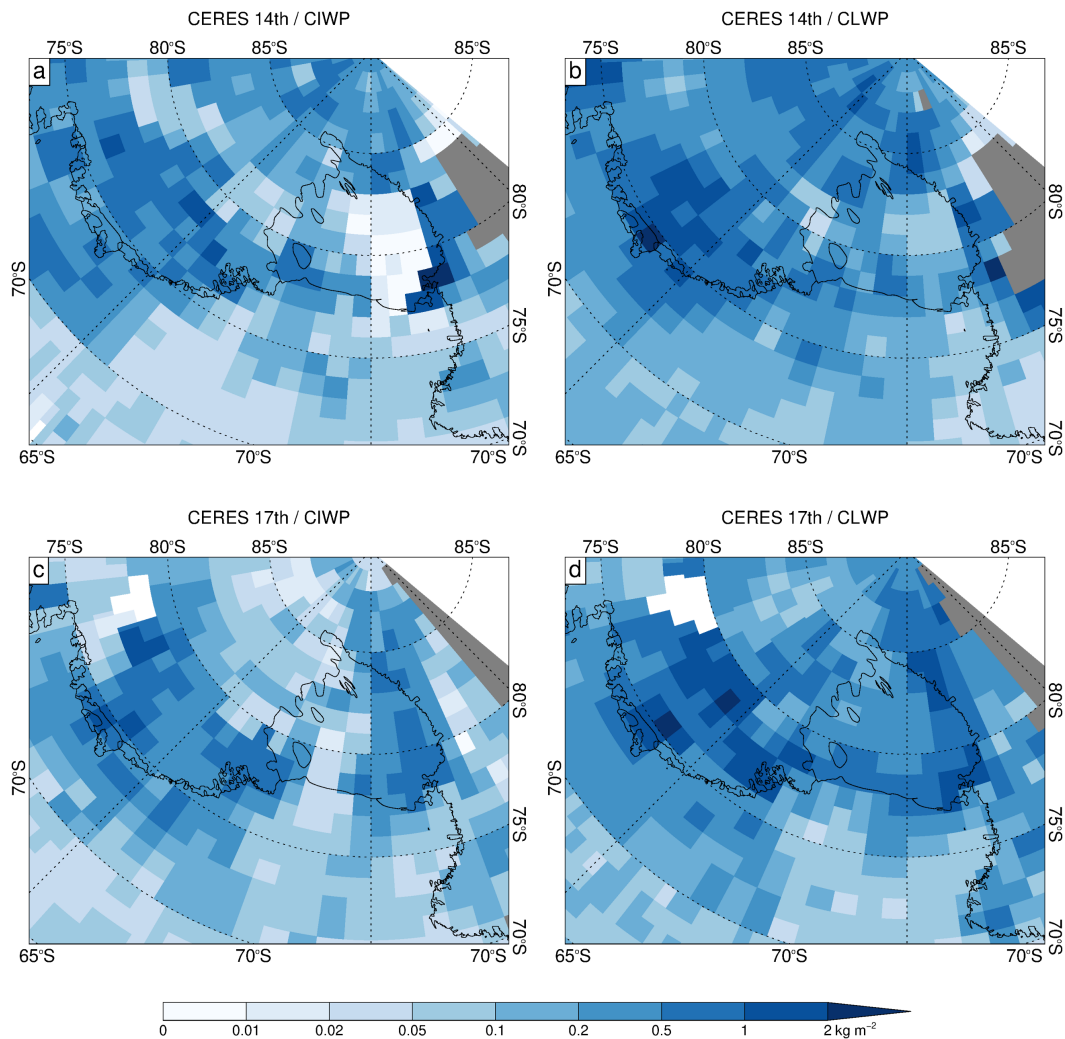 CERES 14th / CIWP
CERES 14th / CLWP
75°S 80°S 85°S 85°S
75°S 80°S 85°S 85°S
a
b
80°S
80°S
70°S
70°S
75°S
75°S
70°S
70°S
65°S 70°S 70°S
65°S 70°S 70°S
CERES 17th / CIWP
CERES 17th / CLWP
75°S 80°S 85°S 85°S
75°S 80°S 85°S 85°S
c
d
80°S
80°S
70°S
70°S
75°S
75°S
70°S
70°S
65°S 70°S 70°S
65°S 70°S 70°S
0 0.01 0.02 0.05 0.1 0.2 0.5 1 2 kg m⁻²